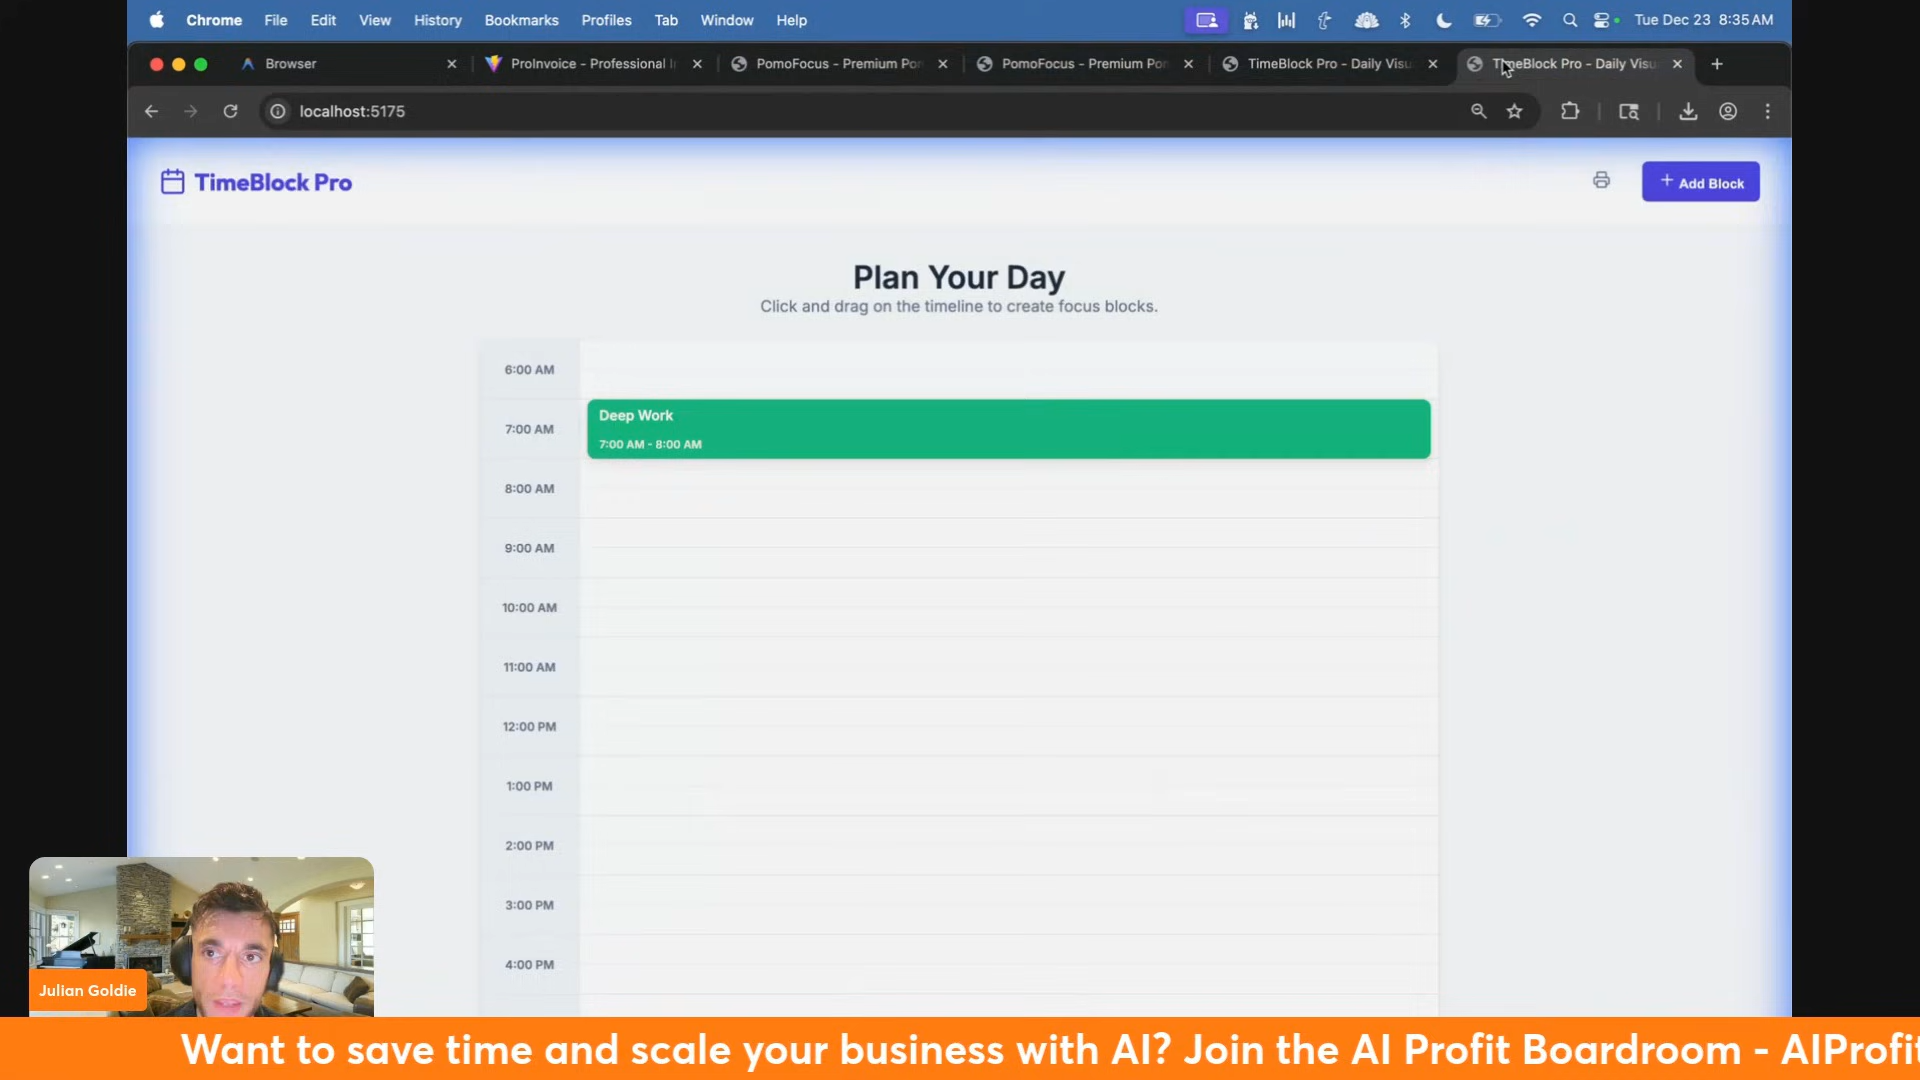 Chrome File Edit View History Bookmarks Profiles Tab Window Help Tue Dec 23 8:35 AM
Browser ProInvoice - Professional PomoFocus - Premium PomoFocus - Premium TimeBlock Pro - Daily TimeBlock Pro - Daily
localhost:5175
TimeBlock Pro
+ Add Block
Plan Your Day
Click and drag on the timeline to create focus blocks.
6:00 AM
Deep Work
7:00 AM
7:00 AM - 8:00 AM
8:00 AM
9:00 AM
10:00 AM
11:00 AM
12:00 PM
1:00 PM
2:00 PM
3:00 PM
4:00 PM
Julian Goldie
Want to save time and scale your business with AI? Join the AI Profit Boardroom - AIProfit